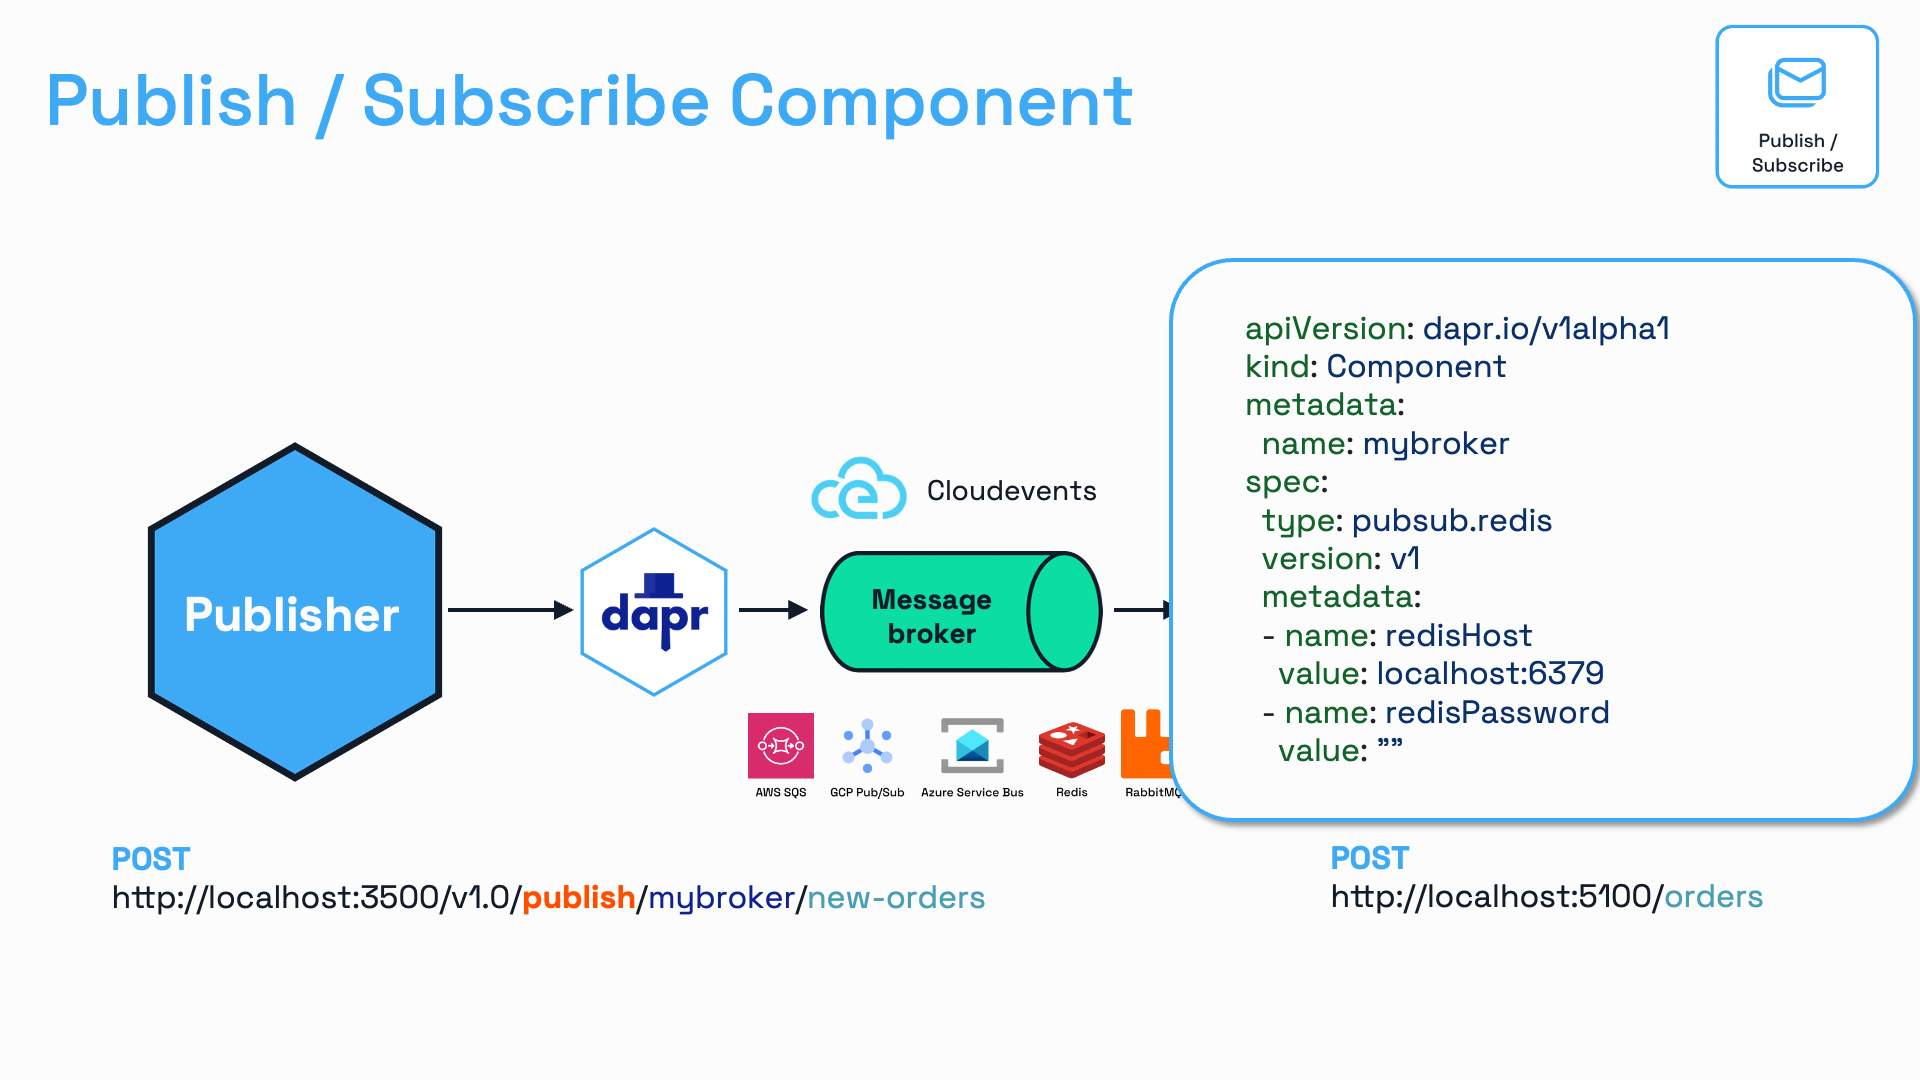 Publish / Subscribe Component
Publish /
Subscribe
apiVersion: dapr.io/v1alpha1
kind: Component
metadata:
  name: mybroker
spec:
  type: pubsub.redis
  version: v1
  metadata:
  - name: redisHost
    value: localhost:6379
  - name: redisPassword
    value: ””
Cloudevents
Publisher
dapr
Message
broker
AWS SQS
GCP Pub/Sub
Azure Service Bus
Redis
RabbitMQ
POST
http://localhost:3500/v1.0/publish/mybroker/new-orders
POST
http://localhost:5100/orders